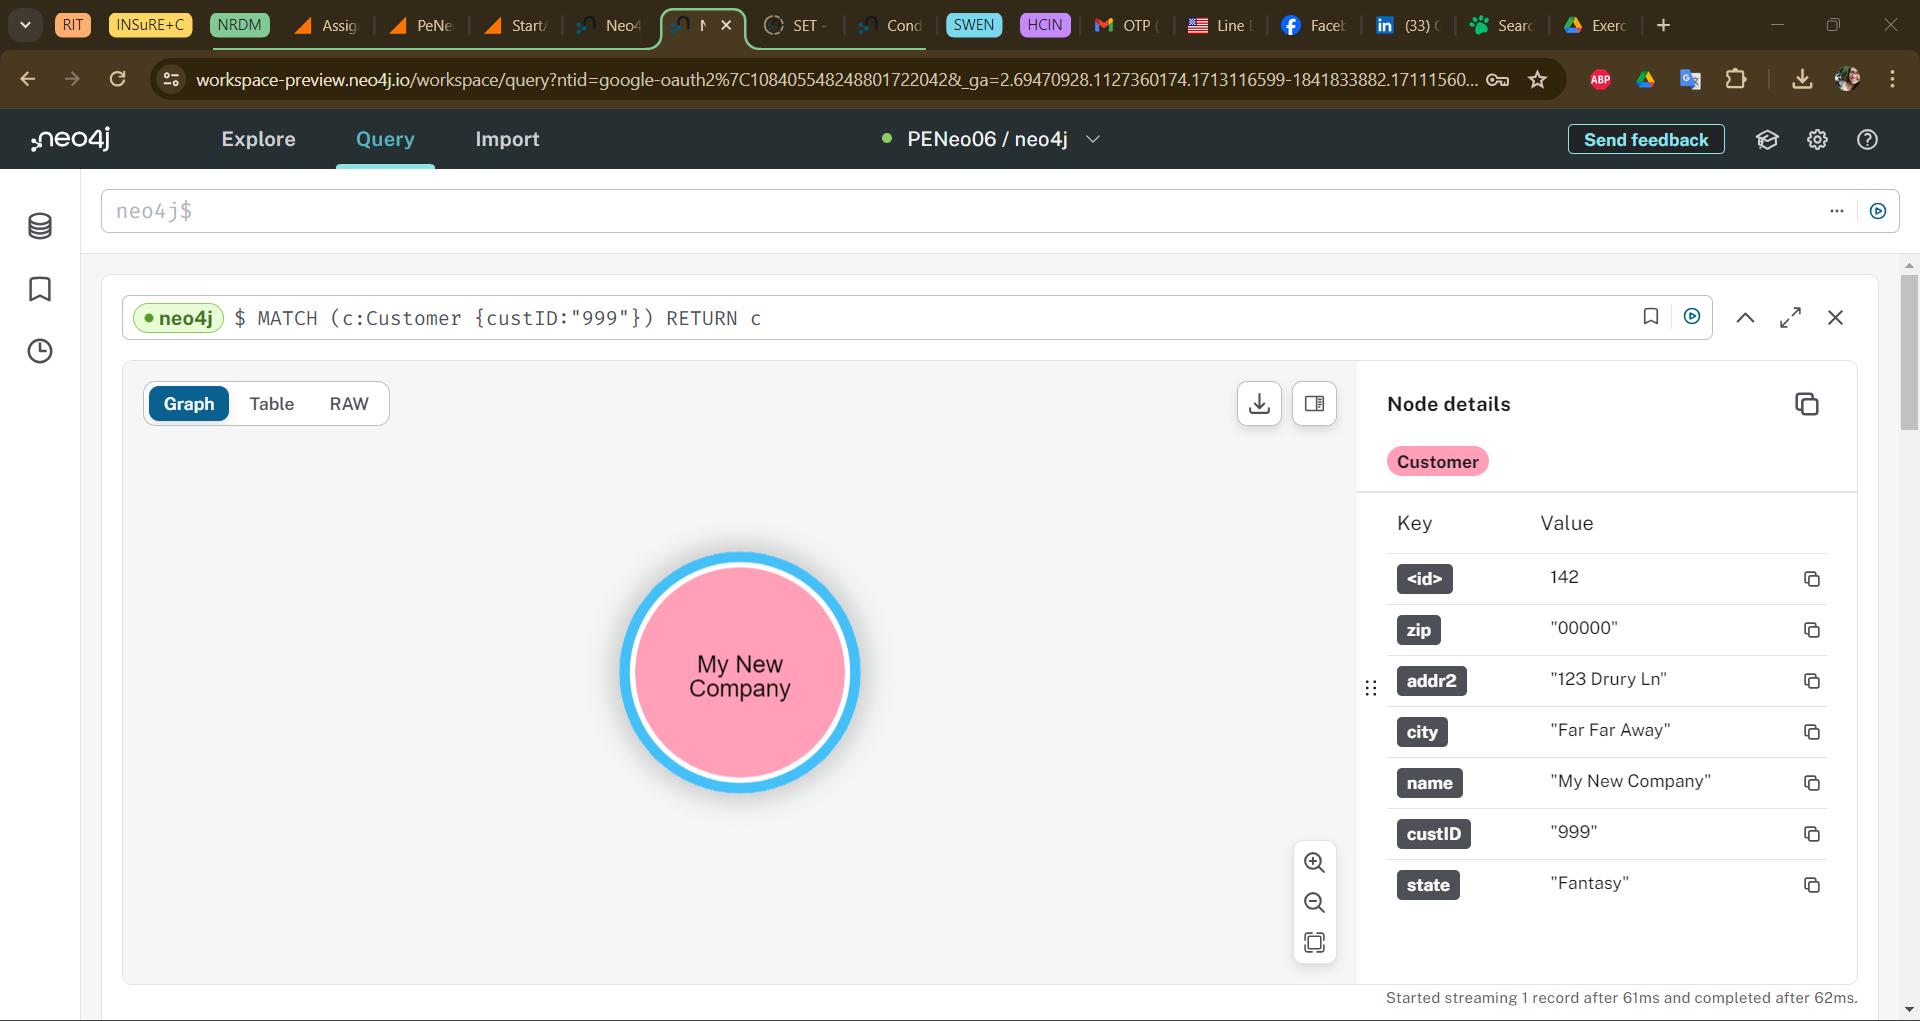 RIT INSuRE+C NRDM Assig PeNe Start Neo4 N SET - Cond SWEN HCIN OTP ( Line Faceb (33) Searc Exerc
workspace-preview.neo4j.io/workspace/query?ntid=google-oauth2%7C108405548248801722042&_ga=2.69470928.1127360174.1713116599-1841833882.17111560... ABP
neo4j Explore Query Import PENeo06 / neo4j Send feedback
neo4j$
neo4j $ MATCH (c:Customer {custID:"999"}) RETURN c
Graph Table RAW
My New
Company
Node details
Customer
Key Value
<id> 142
zip "00000"
addr2 "123 Drury Ln"
city "Far Far Away"
name "My New Company"
custID "999"
state "Fantasy"
Started streaming 1 record after 61ms and completed after 62ms.